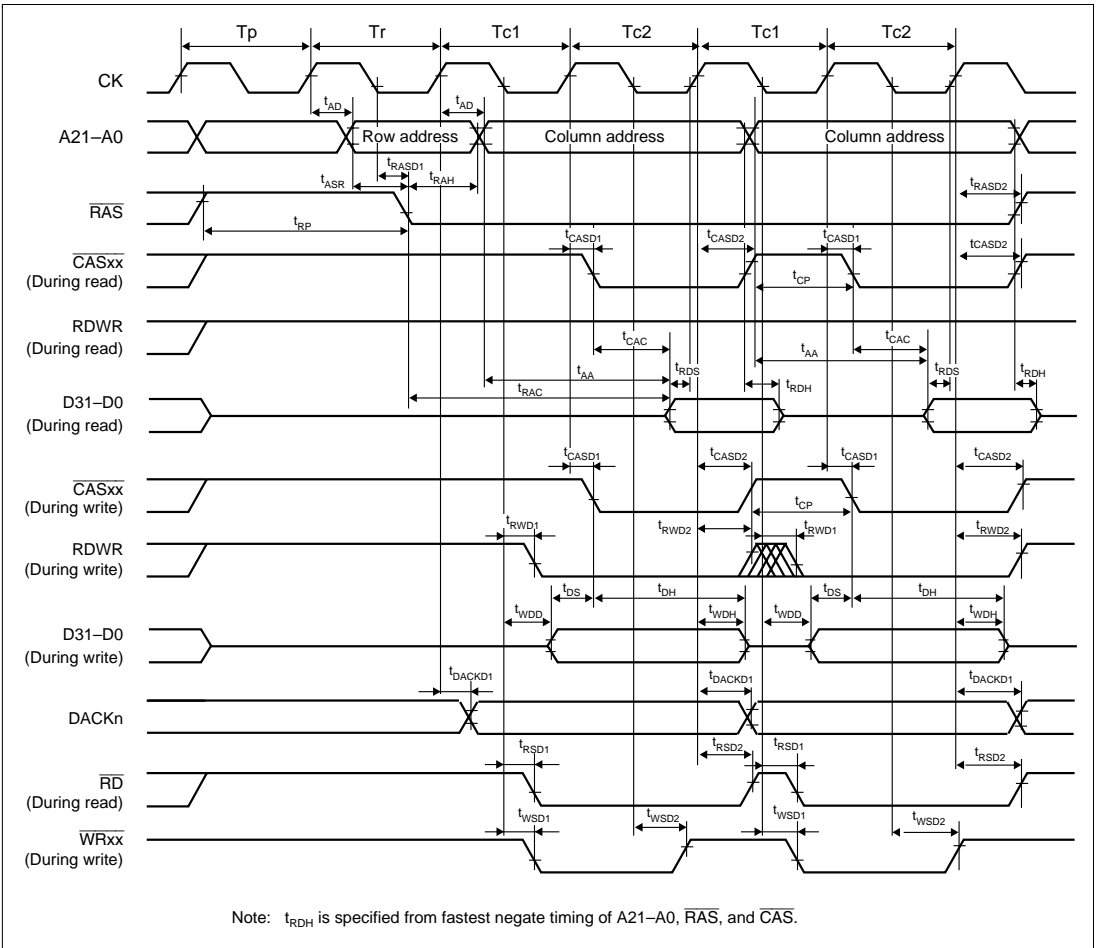 Tp Tr Tc1 Tc2 Tc1 Tc2
CK
tAD tAD
A21–A0 Row address Column address Column address
tRASD1
tASR tRAH tRASD2
RAS
tRP
tCASD1 tCASD2 tCASD1 tCASD2
CASxx
(During read)
tCP
RDWR
(During read)
tCAC tCAC
tAA tRDS tAA tRDS
tRAC tRDH tRDH
D31–D0
(During read)
tCASD1 tCASD2 tCASD1 tCASD2
CASxx
(During write)
tCP
tRWD1 tRWD2 tRWD1 tRWD2
RDWR
(During write)
tDS tDH tDS tDH
tWDD tWDH tWDD tWDH
D31–D0
(During write)
tDACKD1 tDACKD1 tDACKD1
DACKn
tRSD1 tRSD2 tRSD1 tRSD2
RD
(During read)
tWSD1 tWSD2 tWSD1 tWSD2
WRxx
(During write)
Note: tRDH is specified from fastest negate timing of A21–A0, RAS, and CAS.